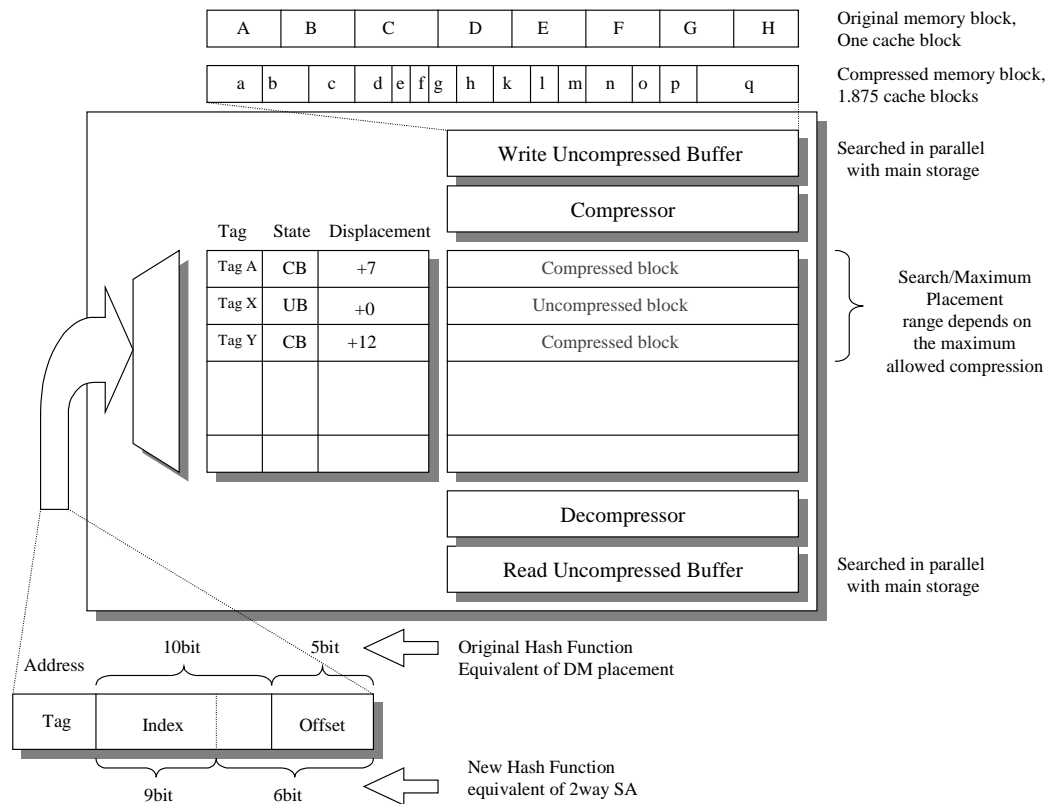 A B C D E F G H
Original memory block,
One cache block
a b c d e f g h k l m n o p q
Compressed memory block,
1.875 cache blocks
Write Uncompressed Buffer
Searched in parallel
with main storage
Compressor
Tag State Displacement
Tag A CB +7 Compressed block
Tag X UB +0 Uncompressed block
Tag Y CB +12 Compressed block
Search/Maximum
Placement
range depends on
the maximum
allowed compression
Decompressor
Read Uncompressed Buffer
Searched in parallel
with main storage
10bit 5bit
Original Hash Function
Equivalent of DM placement
Address
Tag Index Offset
9bit 6bit
New Hash Function
equivalent of 2way SA